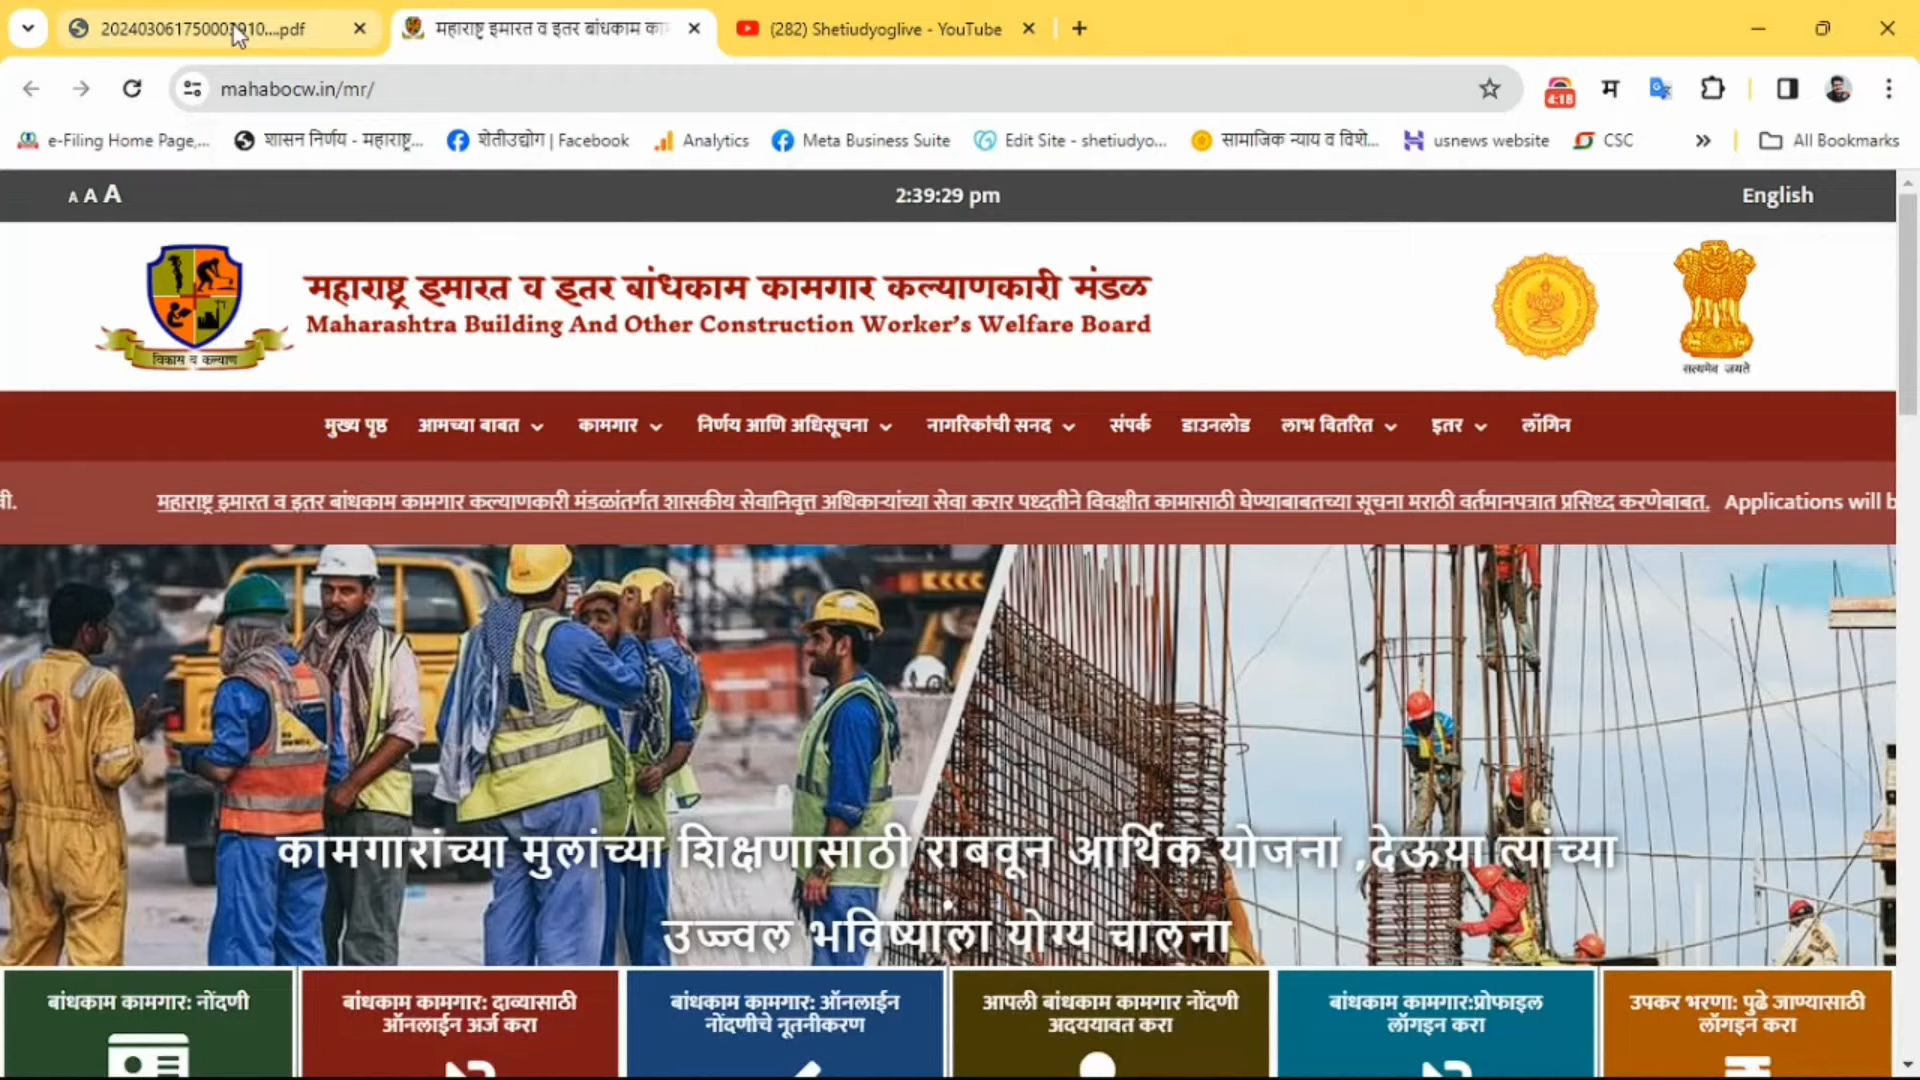 202403061750003910....pdf
महाराष्ट्र इमारत व इतर बांधकाम का
(282) Shetiudyoglive - YouTube
mahabocw.in/mr/
4:18
म
e-Filing Home Page,...
शासन निर्णय - महाराष्ट्र...
शेतीउद्योग | Facebook
Analytics
Meta Business Suite
Edit Site - shetiudyo...
सामाजिक न्याय व विशे...
usnews website
CSC
All Bookmarks
A A A
2:39:29 pm
English
विकास व कल्याण
महाराष्ट्र इमारत व इतर बांधकाम कामगार कल्याणकारी मंडळ
Maharashtra Building And Other Construction Worker's Welfare Board
सत्यमेव जयते
मुख्य पृष्ठ आमच्या बाबत कामगार निर्णय आणि अधिसूचना नागरिकांची सनद संपर्क डाउनलोड लाभ वितरित इतर लॉगिन
वी. महाराष्ट्र इमारत व इतर बांधकाम कामगार कल्याणकारी मंडळांतर्गत शासकीय सेवानिवृत्त अधिकाऱ्यांच्या सेवा करार पध्दतीने विवक्षीत कामासाठी घेण्याबाबतच्या सूचना मराठी वर्तमानपत्रात प्रसिध्द करणेबाबत. Applications will b
कामगारांच्या मुलांच्या शिक्षणासाठी राबवून आर्थिक योजना ,देऊया त्यांच्या
उज्ज्वल भविष्यांला योग्य चालना
बांधकाम कामगार: नोंदणी
बांधकाम कामगार: दाव्यासाठी
ऑनलाईन अर्ज करा
बांधकाम कामगार: ऑनलाईन
नोंदणीचे नूतनीकरण
आपली बांधकाम कामगार नोंदणी
अदययावत करा
बांधकाम कामगार:प्रोफाइल
लॉगइन करा
उपकर भरणा: पुढे जाण्यासाठी
लॉगइन करा